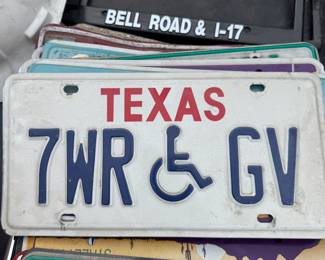 BELL ROAD & I-17
TEXAS
7WR GV